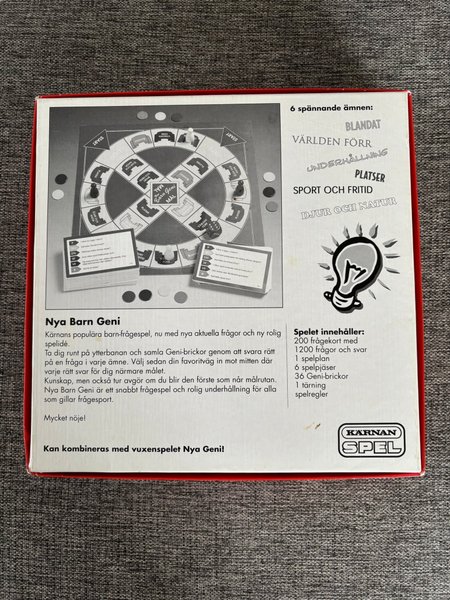 6 spännande ämnen:
BLANDAT
VÄRLDEN FÖRR
UNDERHÅLLNING
PLATSER
SPORT OCH FRITID
DJUR OCH NATUR
START
Nya Barn Geni
Kärnans populära barn-frågespel, nu med nya aktuella frågor och ny rolig
spelidé.
Ta dig runt på ytterbanan och samla Geni-brickor genom att svara rätt
på en fråga i varje ämne. Välj sedan din favoritväg in mot mitten där
varje rätt svar för dig närmare målet.
Kunskap, men också tur avgör om du blir den förste som når målrutan.
Nya Barn Geni är ett snabbt frågespel och rolig underhållning för alla
som gillar frågesport.
Mycket nöje!
Kan kombineras med vuxenspelet Nya Geni!
Spelet innehåller:
200 frågekort med
1200 frågor och svar
1 spelplan
6 spelpjäser
36 Geni-brickor
1 tärning
spelregler
KÄRNAN
SPEL